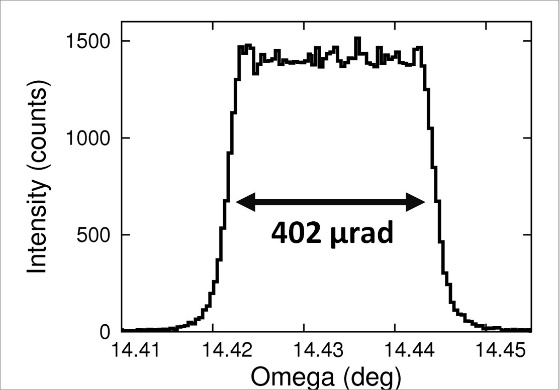 1500
1000
500
0
Intensity (counts)
402 μrad
14.41 14.42 14.43 14.44 14.45
Omega (deg)